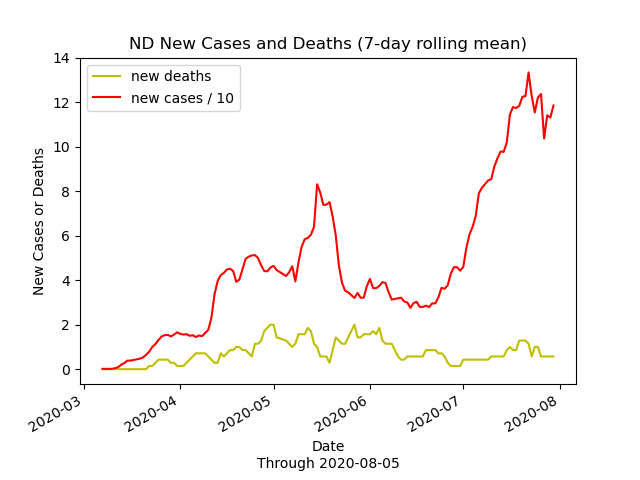 ND New Cases and Deaths (7-day rolling mean)
new deaths
new cases / 10
New Cases or Deaths
14
12
10
8
6
4
2
0
2020-03
2020-04
2020-05
2020-06
2020-07
2020-08
Date
Through 2020-08-05